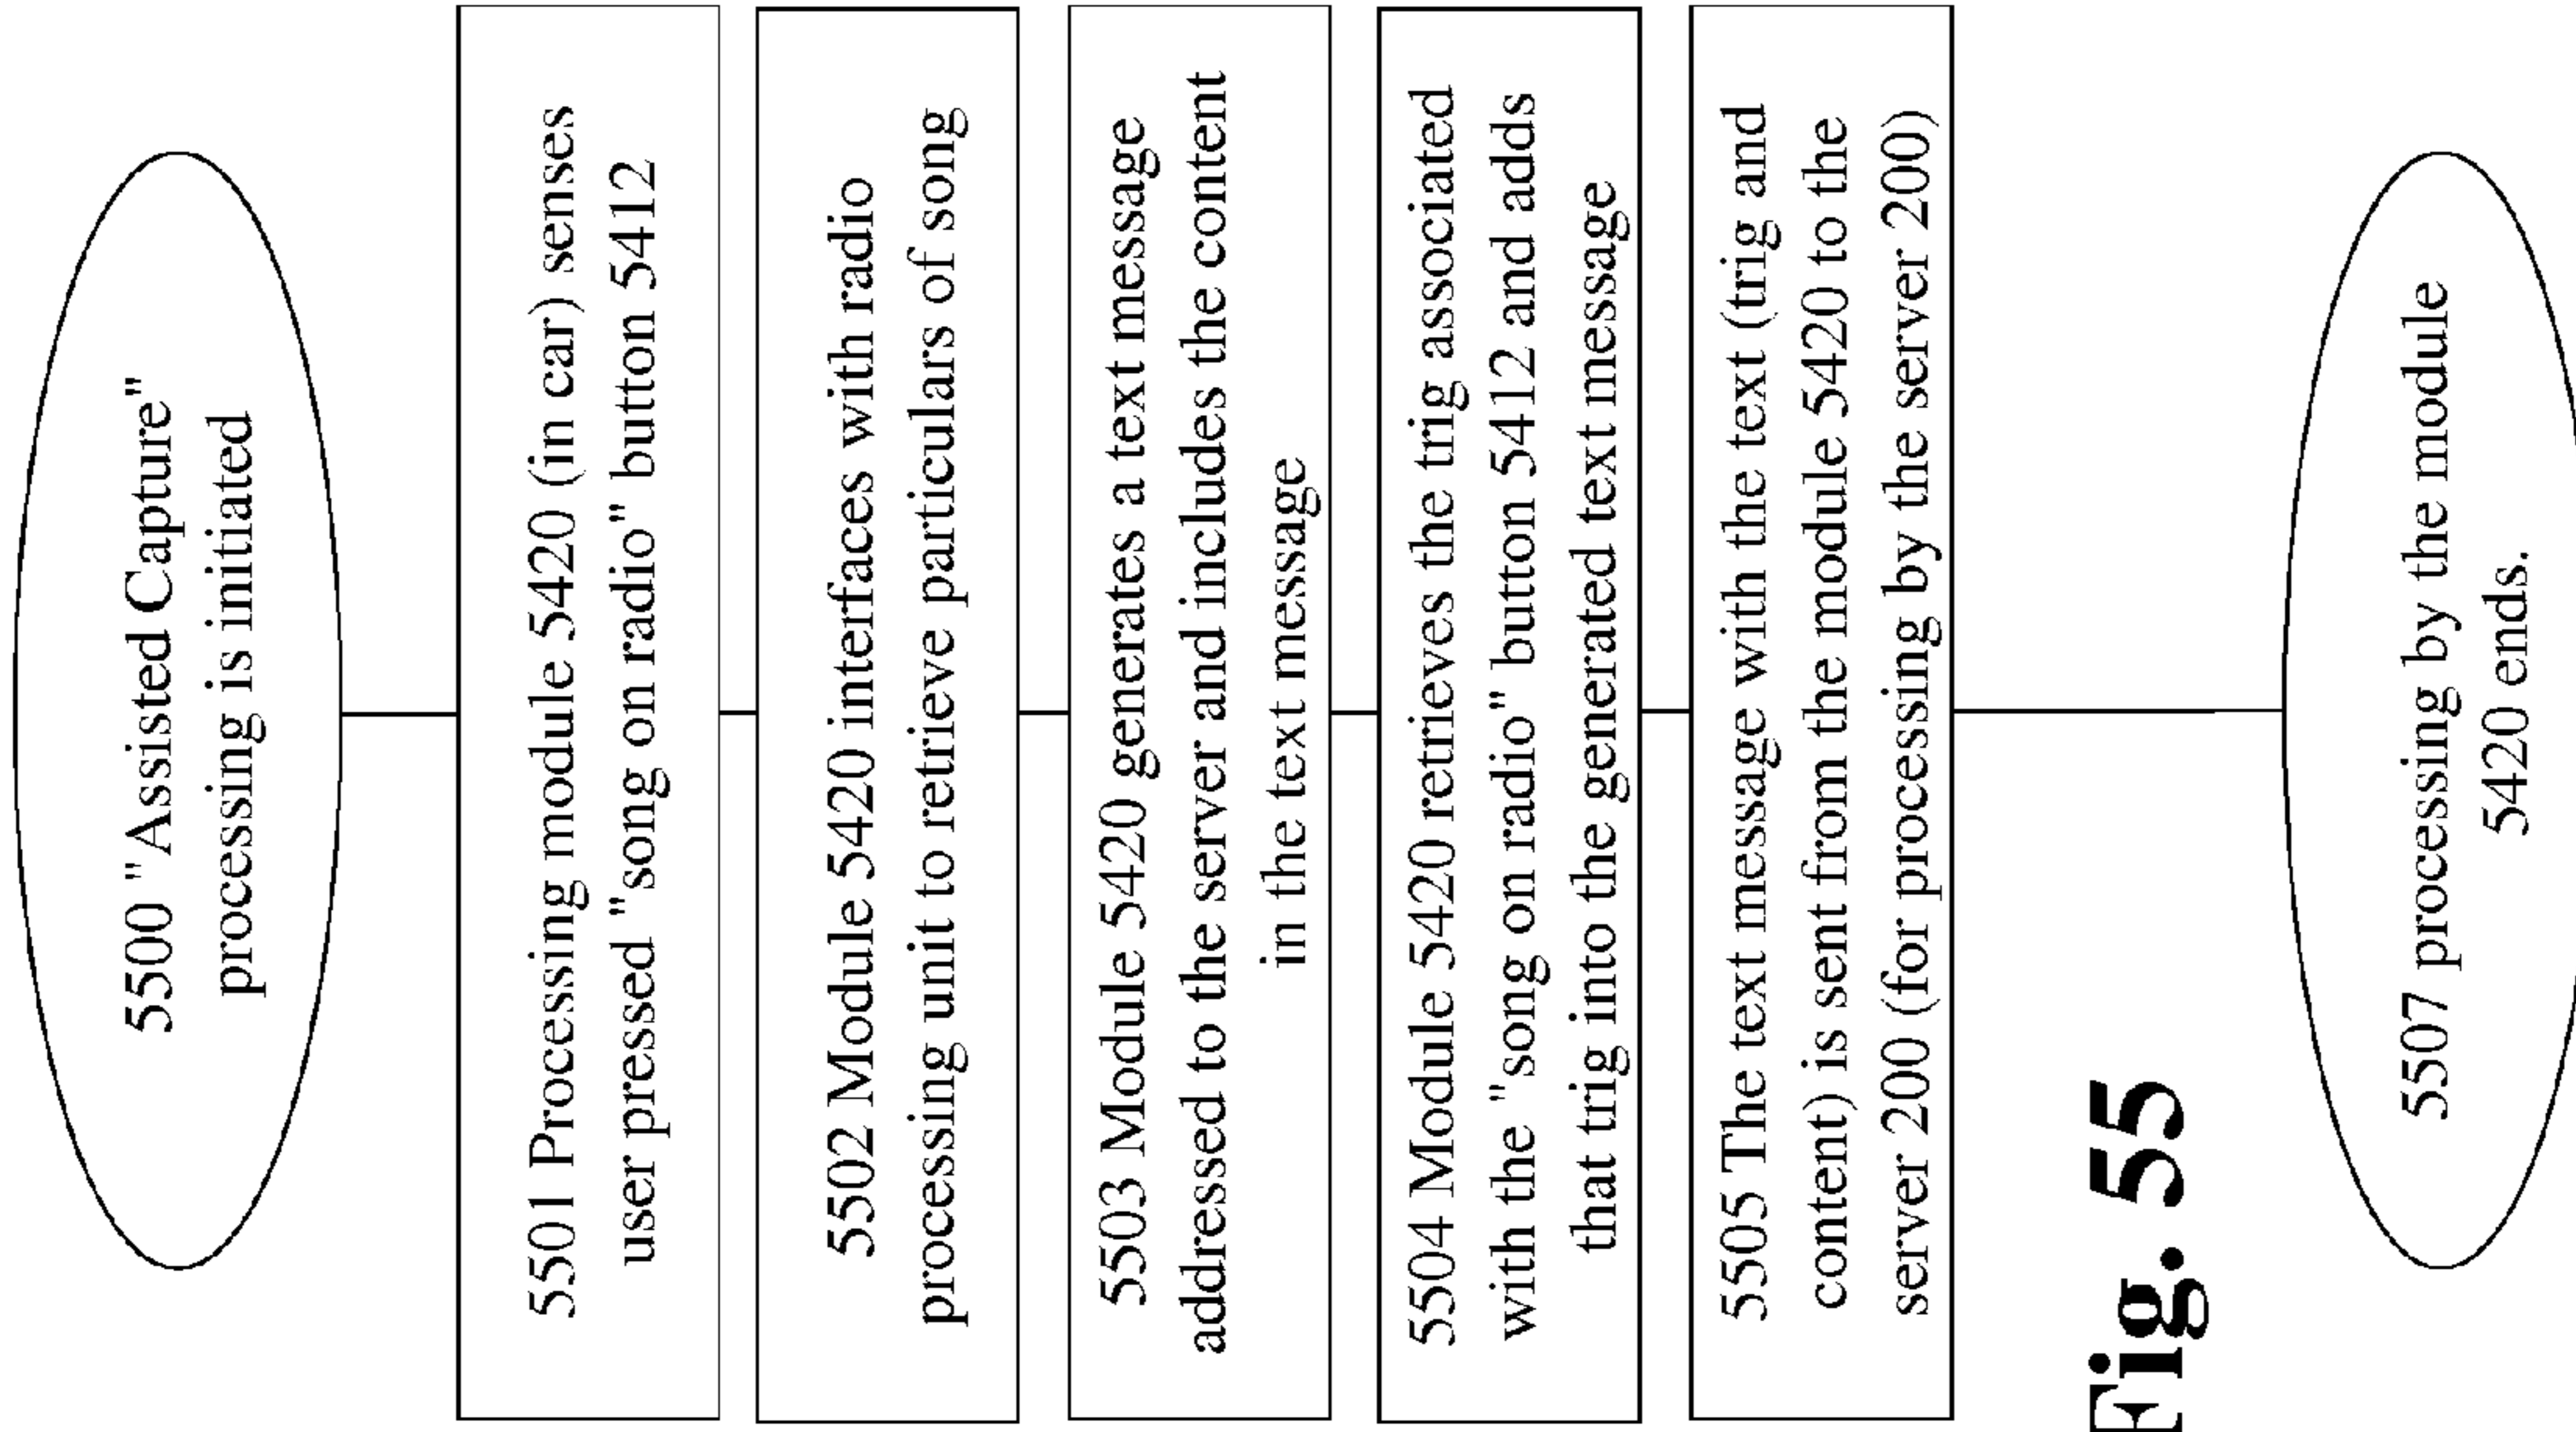 5500 "Assisted Capture"
processing is initiated
5501 Processing module 5420 (in car) senses
user pressed "song on radio" button 5412
5502 Module 5420 interfaces with radio
processing unit to retrieve particulars of song
5503 Module 5420 generates a text message
addressed to the server and includes the content
in the text message
5504 Module 5420 retrieves the trig associated
with the "song on radio" button 5412 and adds
that trig into the generated text message
5505 The text message with the text (trig and
content) is sent from the module 5420 to the
server 200 (for processing by the server 200)
Fig. 55
5507 processing by the module
5420 ends.